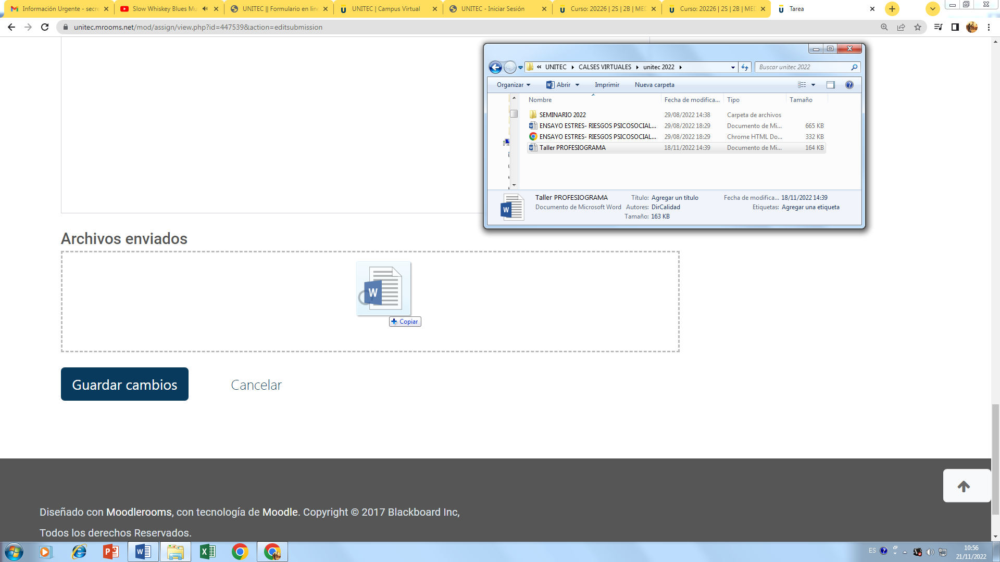 Información Urgente - secre
Slow Whiskey Blues Mu
UNITEC || Formulario en line
UNITEC | Campus Virtual
UNITEC - Iniciar Sesión
Curso: 20226 | 2S | 2B | MED
Curso: 20226 | 2S | 2B | MED
Tarea
unitec.mrooms.net/mod/assign/view.php?id=447539&action=editsubmission
« UNITEC
CALSES VIRTUALES
unitec 2022
Buscar unitec 2022
Organizar
Abrir
Imprimir
Nueva carpeta
Nombre
Fecha de modifica...
Tipo
Tamaño
SEMINARIO 2022
29/08/2022 14:38
Carpeta de archivos
ENSAYO ESTRES- RIESGOS PSICOSOCIAL...
29/08/2022 18:29
Documento de Mi...
665 KB
ENSAYO ESTRES- RIESGOS PSICOSOCIAL...
29/08/2022 18:29
Chrome HTML Do...
332 KB
Taller PROFESIOGRAMA
18/11/2022 14:39
Documento de Mi...
164 KB
Taller PROFESIOGRAMA
Título: Agregar un título
Fecha de modifica... 18/11/2022 14:39
Documento de Microsoft Word
Autores: DirCalidad
Etiquetas: Agregar una etiqueta
Tamaño: 163 KB
Archivos enviados
W
Copiar
Guardar cambios
Cancelar
Diseñado con Moodlerooms, con tecnología de Moodle. Copyright © 2017 Blackboard Inc,
Todos los derechos Reservados.
ES
10:56
21/11/2022